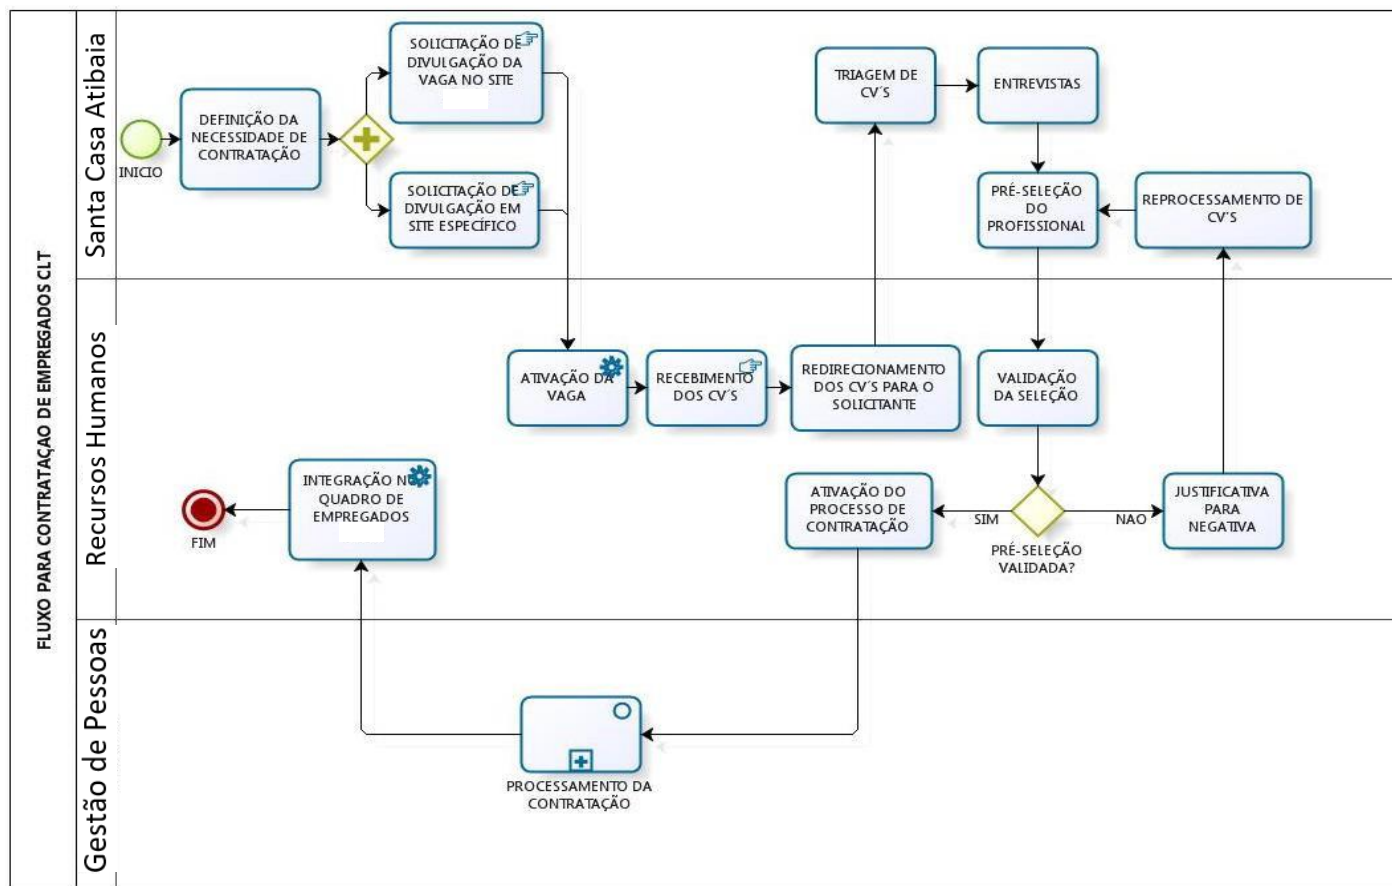 FLUXO PARA CONTRATAÇAO DE EMPREGADOS CLT
Santa Casa Atibaia
INICIO
DEFINIÇÃO DA
NECESSIDADE DE
CONTRATAÇÃO
SOLICITAÇÃO DE
DIVULGAÇÃO DA
VAGA NO SITE
SOLICITAÇÃO DE
DIVULGAÇÃO EM
SITE ESPECÍFICO
TRIAGEM DE
CV´S
ENTREVISTAS
PRÉ-SELEÇÃO
DO
PROFISSIONAL
REPROCESSAMENTO DE
CV'S
Recursos Humanos
ATIVAÇÃO DA
VAGA
RECEBIMENTO
DOS CV´S
REDIRECIONAMENTO
DOS CV´S PARA O
SOLICITANTE
VALIDAÇÃO
DA SELEÇÃO
FIM
INTEGRAÇÃO NO
QUADRO DE
EMPREGADOS
ATIVAÇÃO DO
PROCESSO DE
CONTRATAÇÃO
SIM
PRÉ-SELEÇÃO
VALIDADA?
NAO
JUSTIFICATIVA
PARA
NEGATIVA
Gestão de Pessoas
PROCESSAMENTO DA
CONTRATAÇÃO